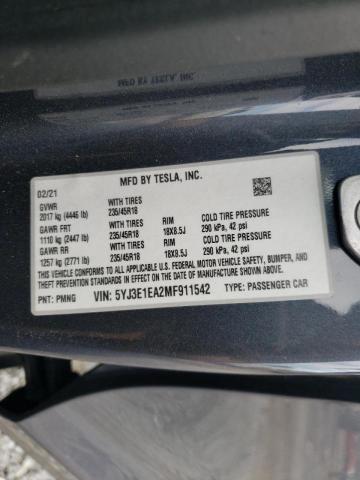 MFD BY TESLA, INC.
02/21
GVWR WITH TIRES
2017 kg (4446 lb) 235/45R18
GAWR FRT WITH TIRES RIM COLD TIRE PRESSURE
1110 kg (2447 lb) 235/45R18 18X8.5J 290 kPa, 42 psi
GAWR RR WITH TIRES RIM COLD TIRE PRESSURE
1257 kg (2771 lb) 235/45R18 18X8.5J 290 kPa, 42 psi
THIS VEHICLE CONFORMS TO ALL APPLICABLE
U.S. FEDERAL MOTOR VEHICLE SAFETY, BUMPER, AND
THEFT PREVENTION STANDARDS IN EFFECT ON THE DATE OF MANUFACTURE SHOWN ABOVE.
PNT: PMNG VIN: 5YJ3E1EA2MF911542 TYPE: PASSENGER CAR